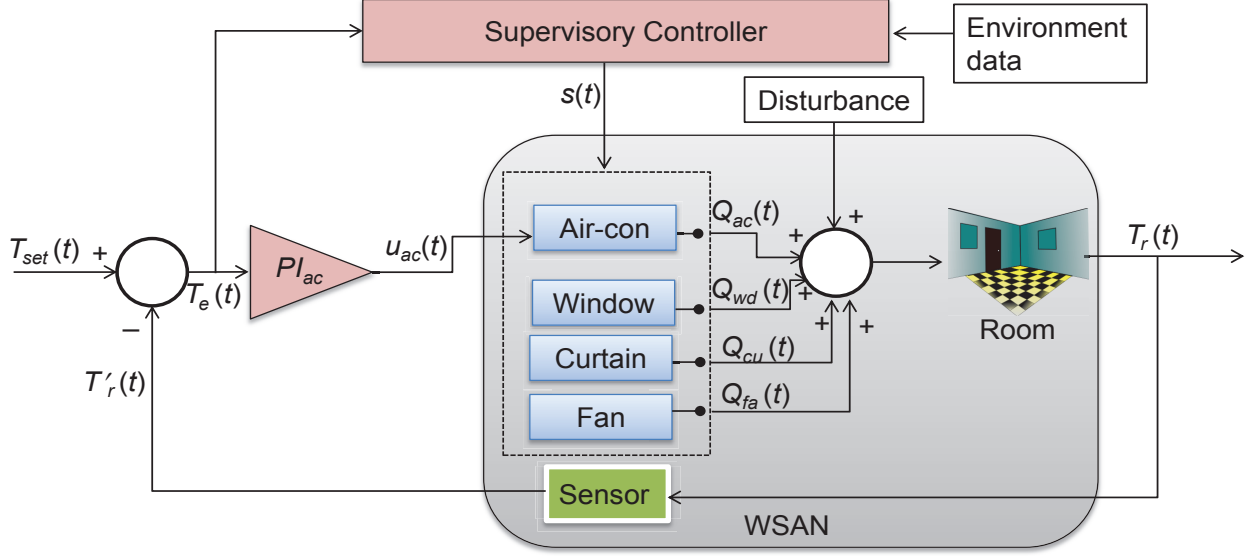 Supervisory Controller
Environment
data
s(t)
Disturbance
Air-con
Q_ac(t)
+
+
T_set(t)
+
PI_ac
u_ac(t)
T_r(t)
T_e(t)
Window
Q_wd(t)
+
Room
Curtain
Q_cu(t)
+
+
−
T′_r(t)
Fan
Q_fa(t)
Sensor
WSAN